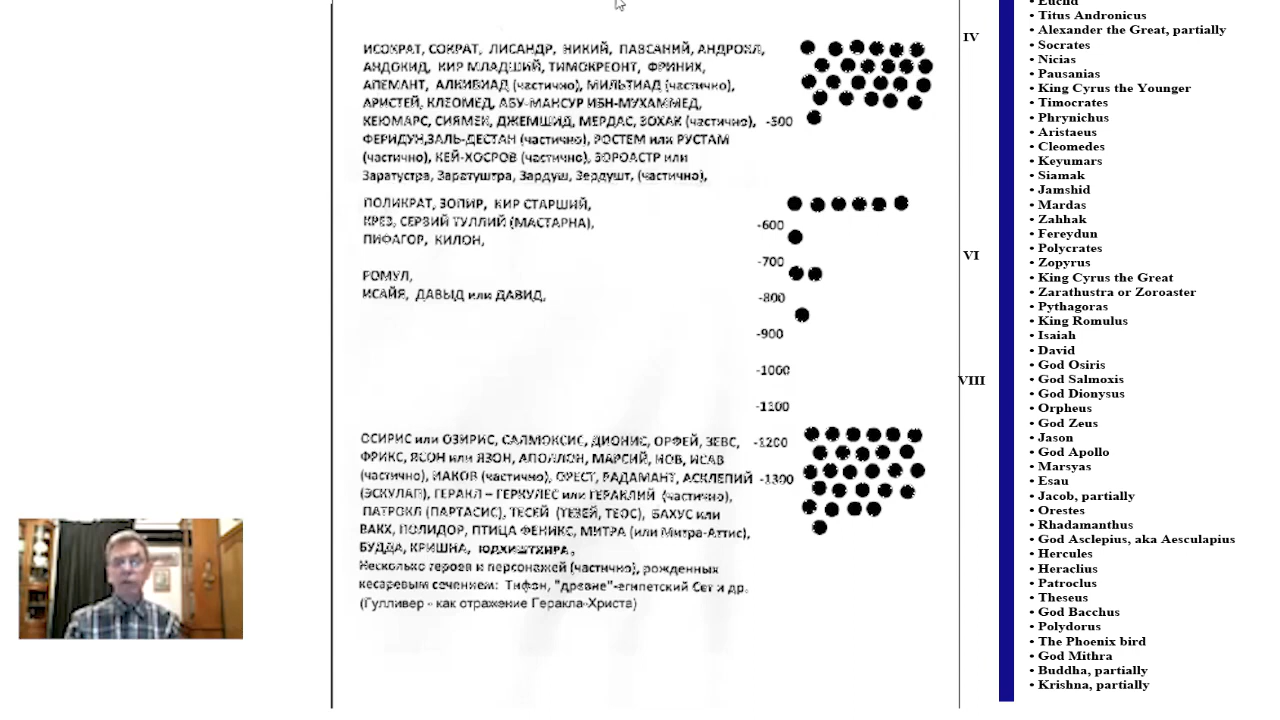 ИСОКРАТ, СОКРАТ, ЛИСАНДР, НИКИЙ, ПАВСАНИЙ, АНДРОКЛ,
АНДОКИД, КИР МЛАДШИЙ, ТИМОКРЕОНТ, ФРИНИХ,
АПЕМАНТ, АЛКИБИАД (частично), МИЛЬТИАД (частично),
АРИСТЕЙ, КЛЕОМЕД, АБУ-МАНСУР ИБН-МУХАММЕД,
КЕЮМАРС, СИЯМЕК, ДЖЕМШИД, МЕРДАС, ЗОХАК (частично), -500
ФЕРИДУН,ЗАЛЬ-ДЕСТАН (частично), РОСТЕМ или РУСТАМ
(частично), КЕЙ-ХОСРОВ (частично), ЗОРОАСТР или
Заратустра, Заратуштра, Зардуш, Зердушт, (частично),
ПОЛИКРАТ, ЗОПИР, КИР СТАРШИЙ,
КРЕЗ, СЕРВИЙ ТУЛЛИЙ (МАСТАРНА), -600
ПИФАГОР, КИЛОН,
-700
РОМУЛ,
ИСАЙЯ, ДАВЫД или ДАВИД, -800
-900
-1000
-1100
ОСИРИС или ОЗИРИС, САЛМОКСИС, ДИОНИС, ОРФЕЙ, ЗЕВС, -1200
ФРИКС, ЯСОН или ЯЗОН, АПОЛЛОН, МАРСИЙ, ИОВ, ИСАВ
(частично), ИАКОВ (частично), ОРЕСТ, РАДАМАНТ, АСКЛЕПИЙ -1300
(ЭСКУЛАП), ГЕРАКЛ – ГЕРКУЛЕС или ГЕРАКЛИЙ (частично),
ПАТРОКЛ (ПАРТАСИС), ТЕСЕЙ (ТЕЗЕЙ, ТЕОС), БАХУС или
ВАКХ, ПОЛИДОР, ПТИЦА ФЕНИКС, МИТРА (или Митра-Аттис),
БУДДА, КРИШНА, ЮДХИШТХИРА,
Несколько героев и персонажей (частично), рожденных
кесаревым сечением: Тифон, "древне"-египетский Сет и др.
(Гулливер - как отражение Геракла-Христа)
IV
VI
VIII
• Euclid
• Titus Andronicus
• Alexander the Great, partially
• Socrates
• Nicias
• Pausanias
• King Cyrus the Younger
• Timocrates
• Phrynichus
• Aristaeus
• Cleomedes
• Keyumars
• Siamak
• Jamshid
• Mardas
• Zahhak
• Fereydun
• Polycrates
• Zopyrus
• King Cyrus the Great
• Zarathustra or Zoroaster
• Pythagoras
• King Romulus
• Isaiah
• David
• God Osiris
• God Salmoxis
• God Dionysus
• Orpheus
• God Zeus
• Jason
• God Apollo
• Marsyas
• Esau
• Jacob, partially
• Orestes
• Rhadamanthus
• God Asclepius, aka Aesculapius
• Hercules
• Heraclius
• Patroclus
• Theseus
• God Bacchus
• Polydorus
• The Phoenix bird
• God Mithra
• Buddha, partially
• Krishna, partially